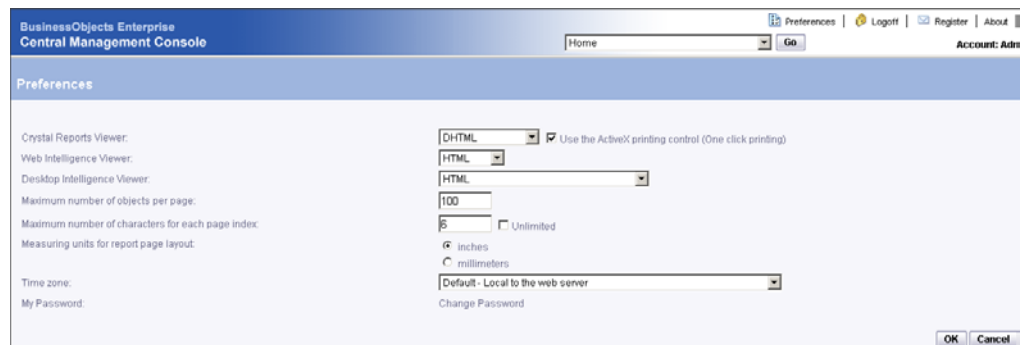 BusinessObjects Enterprise
Central Management Console
Preferences | Logoff | Register | About
Home Go
Preferences
Crystal Reports Viewer: DHTML Use the ActiveX printing control (One click printing)
Web Intelligence Viewer: HTML
Desktop Intelligence Viewer: HTML
Maximum number of objects per page: 100
Maximum number of characters for each page index: 6 Unlimited
Measuring units for report page layout: inches
millimeters
Time zone: Default - Local to the web server
My Password: Change Password
OK Cancel